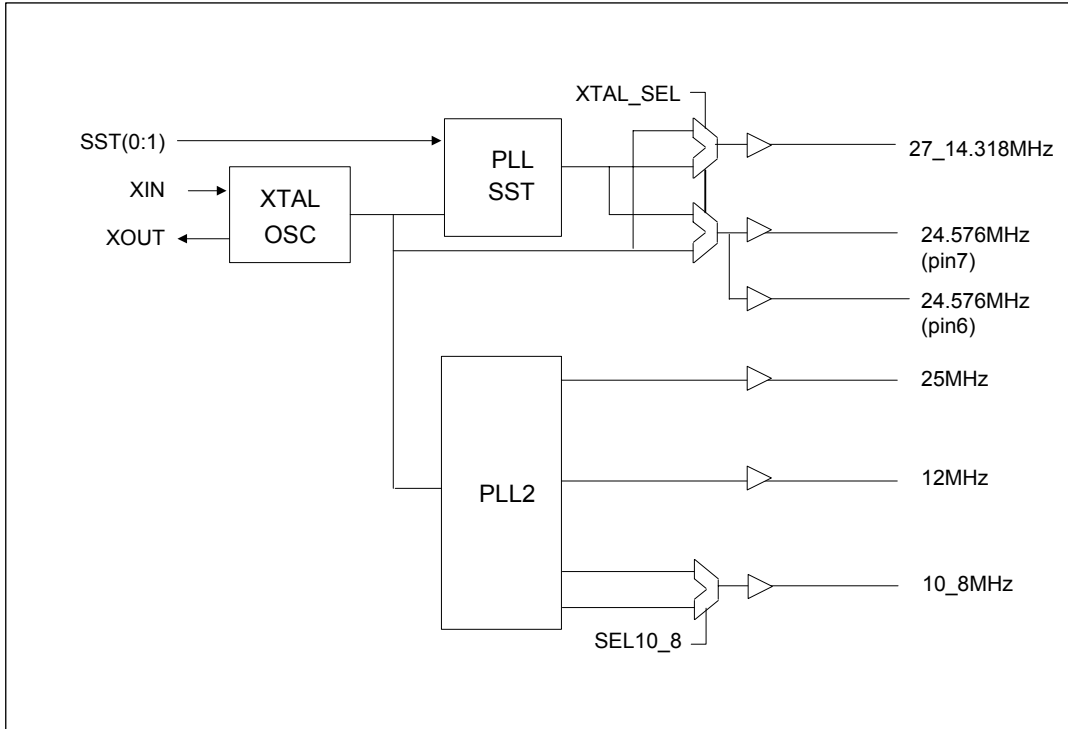 XTAL_SEL
SST(0:1)
PLL
SST
27_14.318MHz
XIN
XTAL
OSC
XOUT
24.576MHz
(pin7)
24.576MHz
(pin6)
25MHz
PLL2
12MHz
10_8MHz
SEL10_8